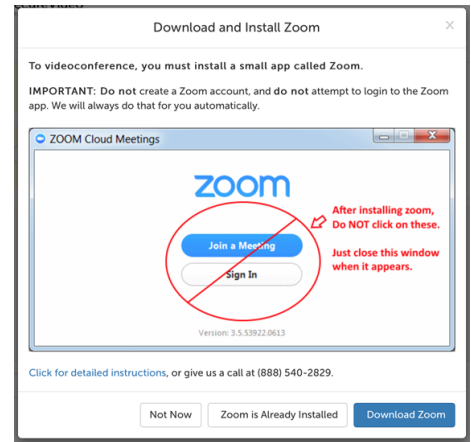 Download and Install Zoom
×
To videoconference, you must install a small app called Zoom.
IMPORTANT: Do not create a Zoom account, and do not attempt to login to the Zoom
app. We will always do that for you automatically.
ZOOM Cloud Meetings
zoom
After installing zoom,
Do NOT click on these.
Join a Meeting
Just close this window
when it appears.
Sign In
Version: 3.5.53922.0613
Click for detailed instructions, or give us a call at (888) 540-2829.
Not Now
Zoom is Already Installed
Download Zoom